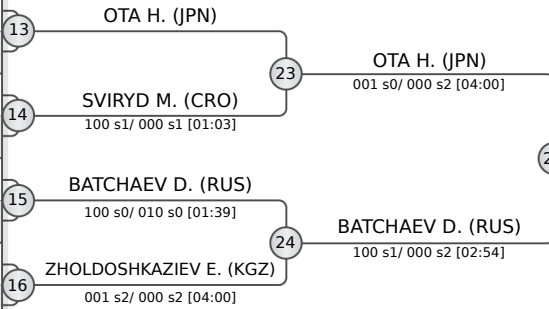 OTA H. (JPN)
13
23
OTA H. (JPN)
001 s0/ 000 s2 [04:00]
SVIRYD M. (CRO)
14
100 s1/ 000 s1 [01:03]
BATCHAEV D. (RUS)
15
100 s0/ 010 s0 [01:39]
24
BATCHAEV D. (RUS)
100 s1/ 000 s2 [02:54]
ZHOLDOSHKAZIEV E. (KGZ)
16
001 s2/ 000 s2 [04:00]